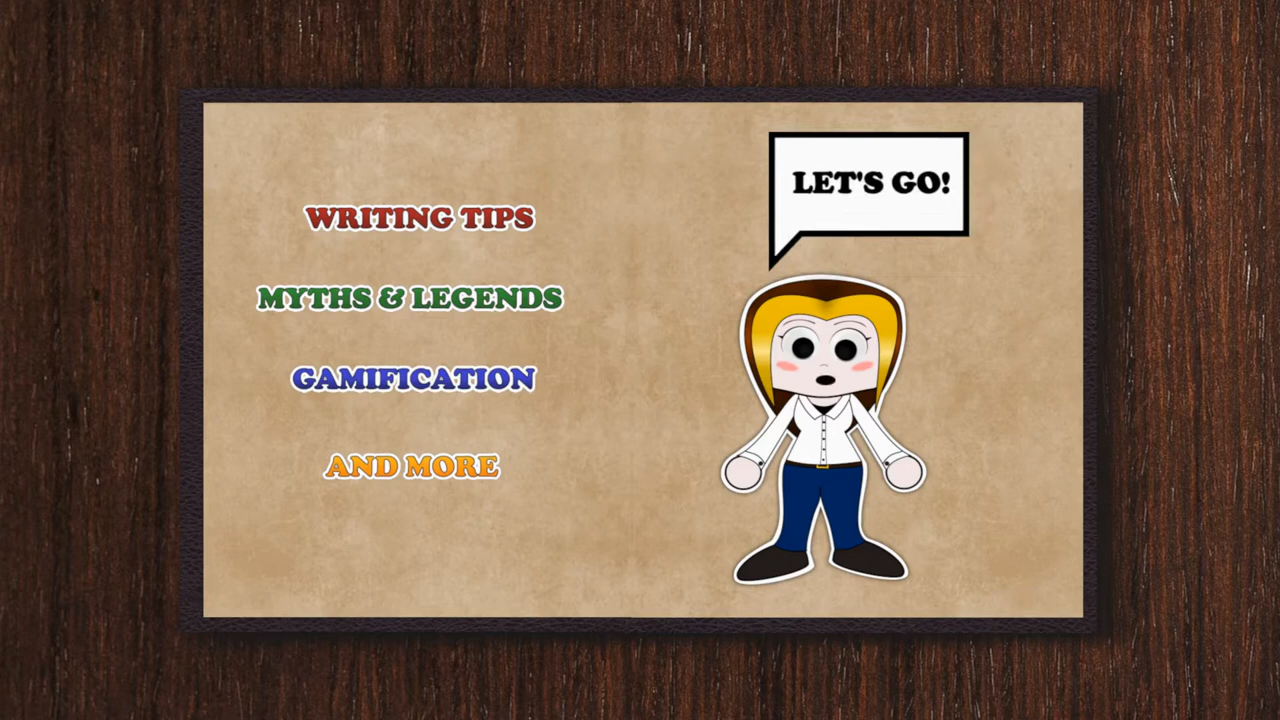 WRITING TIPS
MYTHS & LEGENDS
GAMIFICATION
AND MORE
LET'S GO!